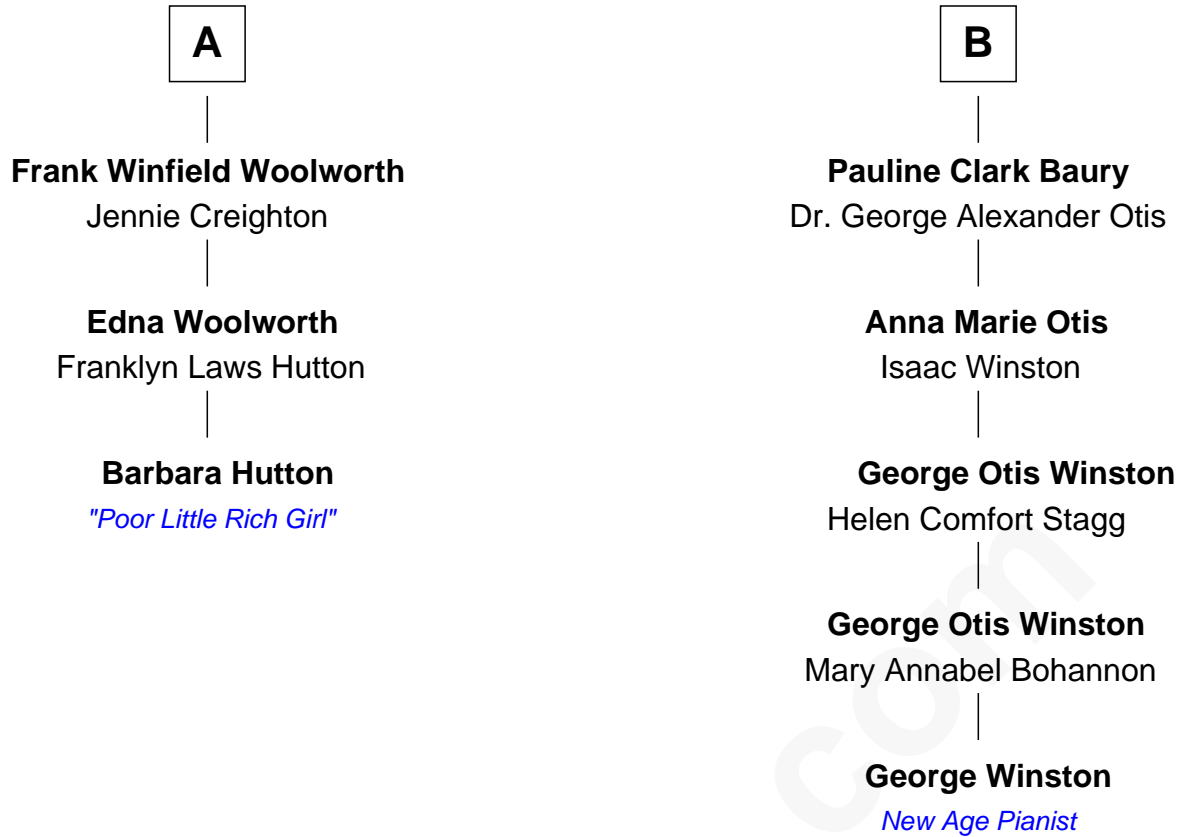 A
Frank Winfield Woolworth
Jennie Creighton
Edna Woolworth
Franklyn Laws Hutton
Barbara Hutton
"Poor Little Rich Girl"
B
Pauline Clark Baury
Dr. George Alexander Otis
Anna Marie Otis
Isaac Winston
George Otis Winston
Helen Comfort Stagg
George Otis Winston
Mary Annabel Bohannon
George Winston
New Age Pianist
com